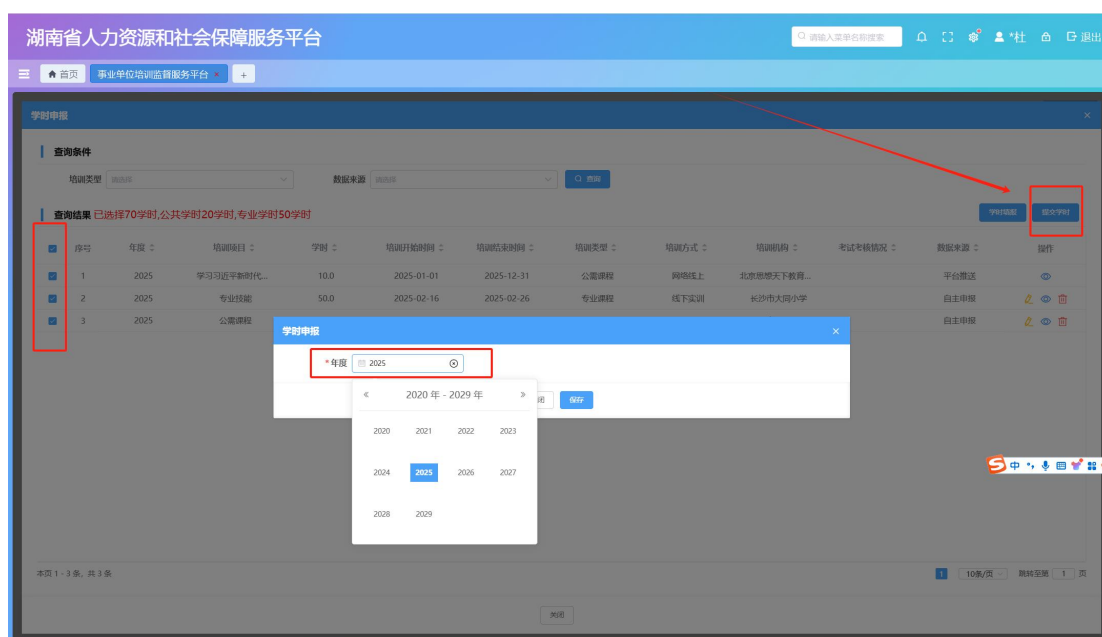 湖南省人力资源和社会保障服务平台
请输入菜单名称搜索
*杜
退出
首页
事业单位培训监督服务平台 ×
+
学时申报
查询条件
培训类型 请选择
数据来源 请选择
查询
查询结果 已选择70学时,公共学时20学时,专业学时50学时
学时填报
提交学时
序号 年度 培训项目 学时 培训开始时间 培训结束时间 培训类型 培训方式 培训机构 考试考核情况 数据来源 操作
1 2025 学习习近平新时代... 10.0 2025-01-01 2025-12-31 公需课程 网络线上 北京思想天下教育... 平台推送
2 2025 专业技能 50.0 2025-02-16 2025-02-26 专业课程 线下实训 长沙市大同小学 自主申报
3 2025 公需课程 自主申报
学时申报
*年度 2025
闭 保存
« 2020 年 - 2029 年 »
2020 2021 2022 2023
2024 2025 2026 2027
2028 2029
中
本页 1 - 3 条, 共 3 条
1 10条/页 跳转至第 1 页
关闭